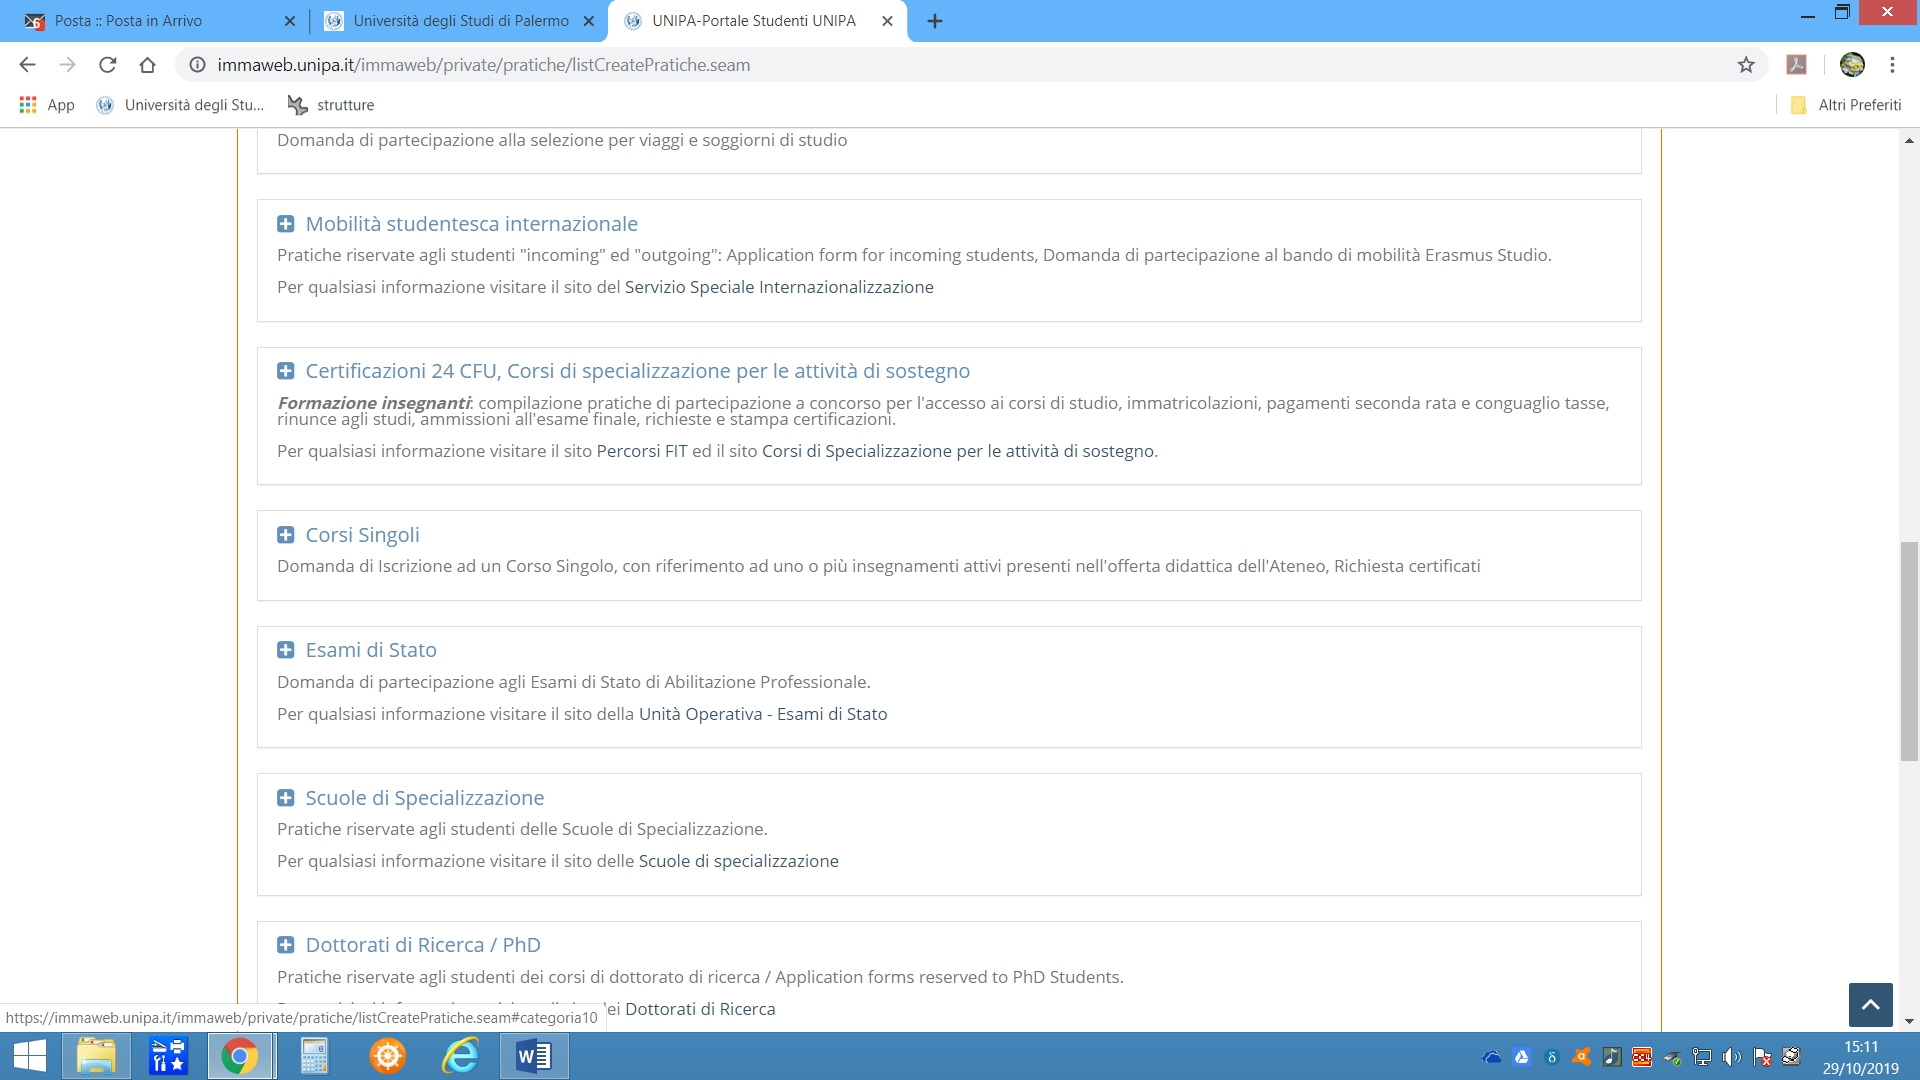 Posta :: Posta in Arrivo
Università degli Studi di Palermo
UNIPA-Portale Studenti UNIPA
immaweb.unipa.it/immaweb/private/pratiche/listCreatePratiche.seam
App
Università degli Stu...
strutture
Altri Preferiti
Domanda di partecipazione alla selezione per viaggi e soggiorni di studio
Mobilità studentesca internazionale
Pratiche riservate agli studenti "incoming" ed "outgoing": Application form for incoming students, Domanda di partecipazione al bando di mobilità Erasmus Studio.
Per qualsiasi informazione visitare il sito del Servizio Speciale Internazionalizzazione
Certificazioni 24 CFU, Corsi di specializzazione per le attività di sostegno
Formazione insegnanti: compilazione pratiche di partecipazione a concorso per l'accesso ai corsi di studio, immatricolazioni, pagamenti seconda rata e conguaglio tasse,
rinunce agli studi, ammissioni all'esame finale, richieste e stampa certificazioni.
Per qualsiasi informazione visitare il sito Percorsi FIT ed il sito Corsi di Specializzazione per le attività di sostegno.
Corsi Singoli
Domanda di Iscrizione ad un Corso Singolo, con riferimento ad uno o più insegnamenti attivi presenti nell'offerta didattica dell'Ateneo, Richiesta certificati
Esami di Stato
Domanda di partecipazione agli Esami di Stato di Abilitazione Professionale.
Per qualsiasi informazione visitare il sito della Unità Operativa - Esami di Stato
Scuole di Specializzazione
Pratiche riservate agli studenti delle Scuole di Specializzazione.
Per qualsiasi informazione visitare il sito delle Scuole di specializzazione
Dottorati di Ricerca / PhD
Pratiche riservate agli studenti dei corsi di dottorato di ricerca / Application forms reserved to PhD Students.
dei Dottorati di Ricerca
https://immaweb.unipa.it/immaweb/private/pratiche/listCreatePratiche.seam#categoria10
15:11
29/10/2019